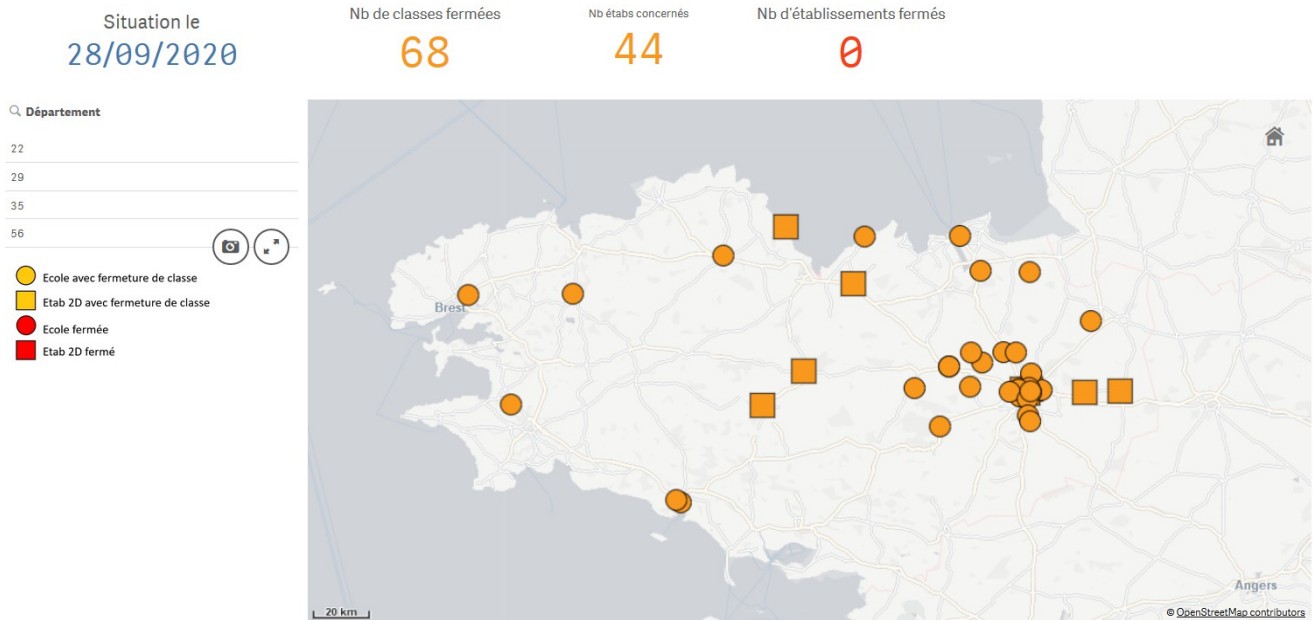 Situation le
28/09/2020
Nb de classes fermées
68
Nb étabs concernés
44
Nb d'établissements fermés
0
Département
22
29
35
56
Ecole avec fermeture de classe
Etab 2D avec fermeture de classe
Ecole fermée
Etab 2D fermé
Brest
Angers
20 km
© OpenStreetMap contributors